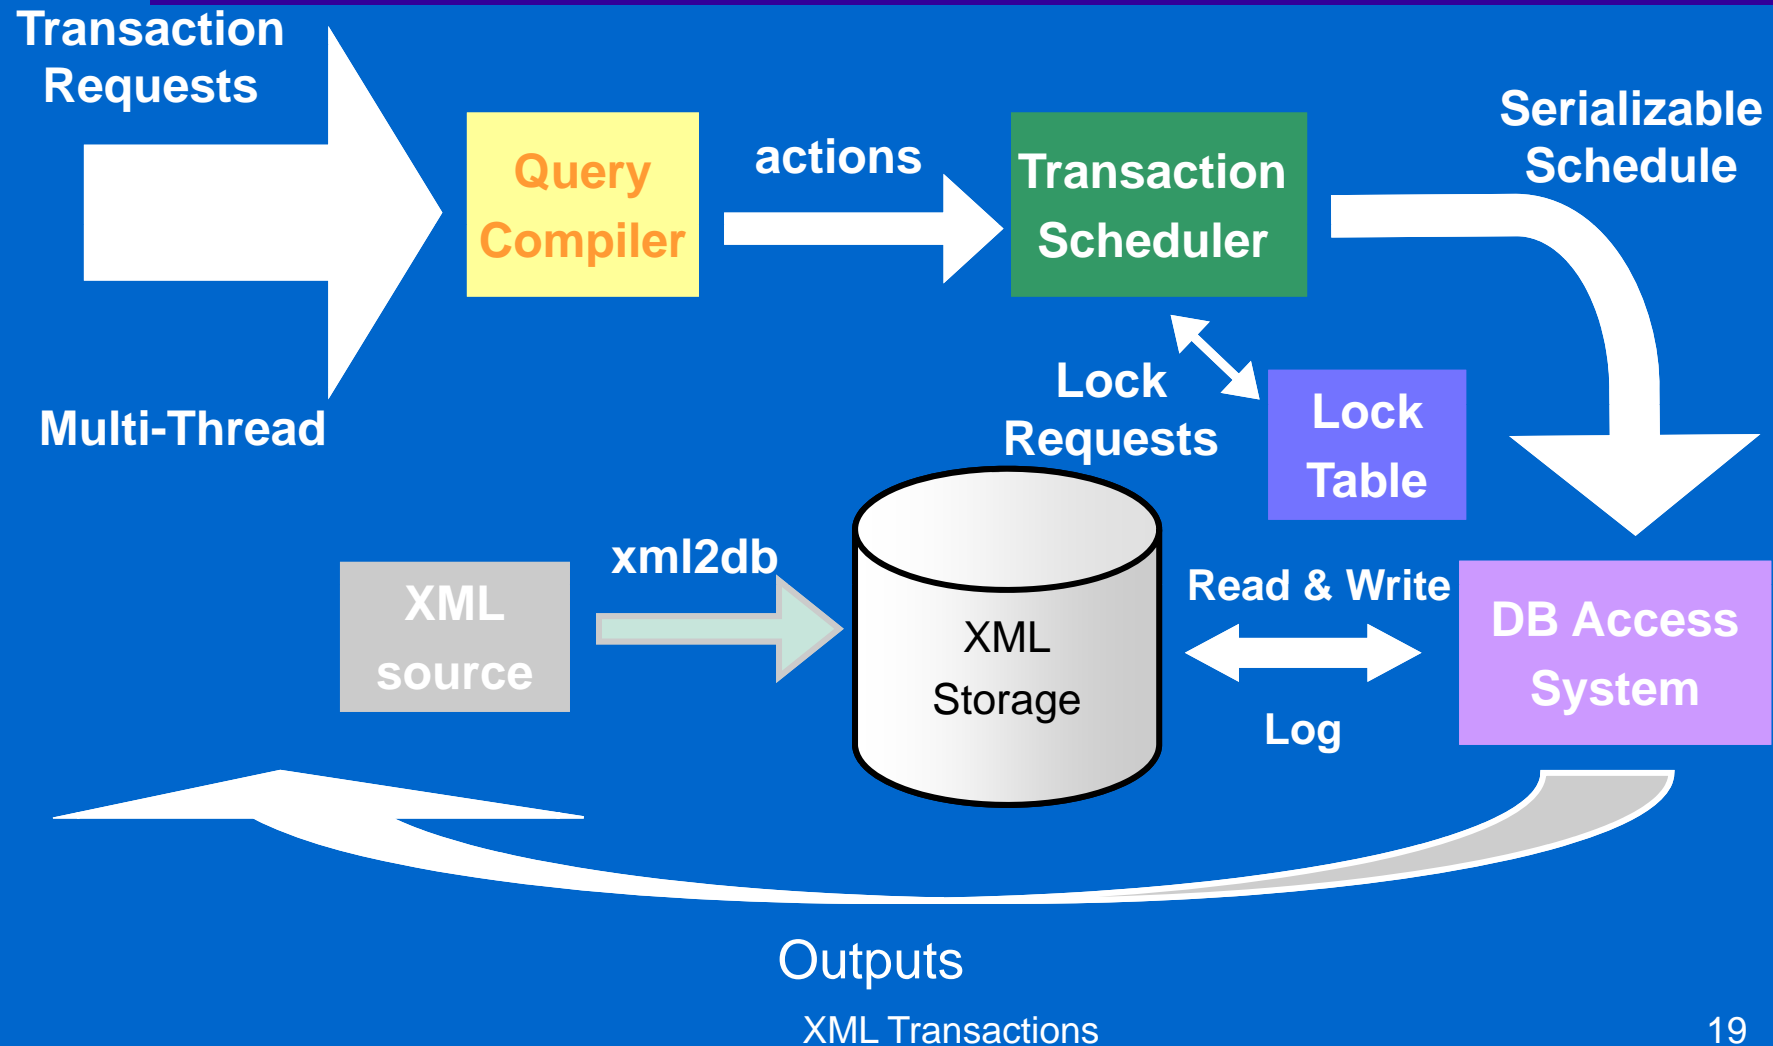 Transaction
Requests
Multi-Thread
Query
Compiler
actions
Transaction
Scheduler
Serializable
Schedule
Lock
Requests
Lock
Table
XML
source
xml2db
XML
Storage
Read & Write
Log
DB Access
System
Outputs
XML Transactions
19